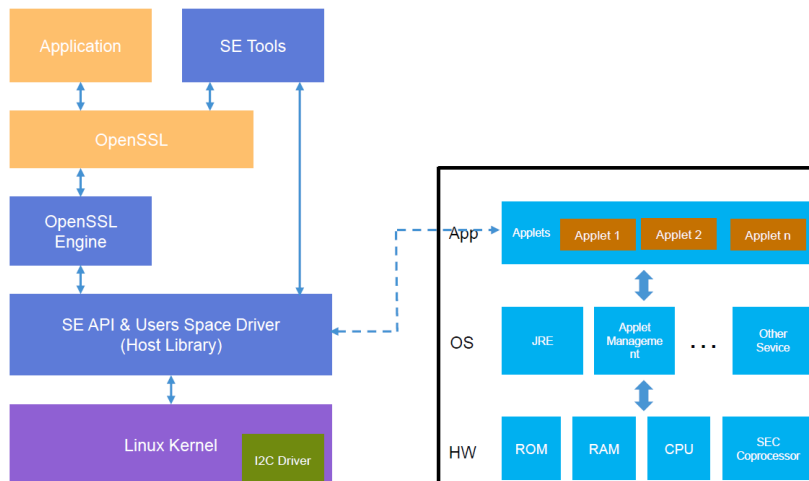 Application
SE Tools
OpenSSL
OpenSSL
Engine
SE API & Users Space Driver
(Host Library)
Linux Kernel
I2C Driver
App
Applets
Applet 1
Applet 2
Applet n
OS
JRE
Applet
Manageme
nt
...
Other
Sevice
HW
ROM
RAM
CPU
SEC
Coprocessor